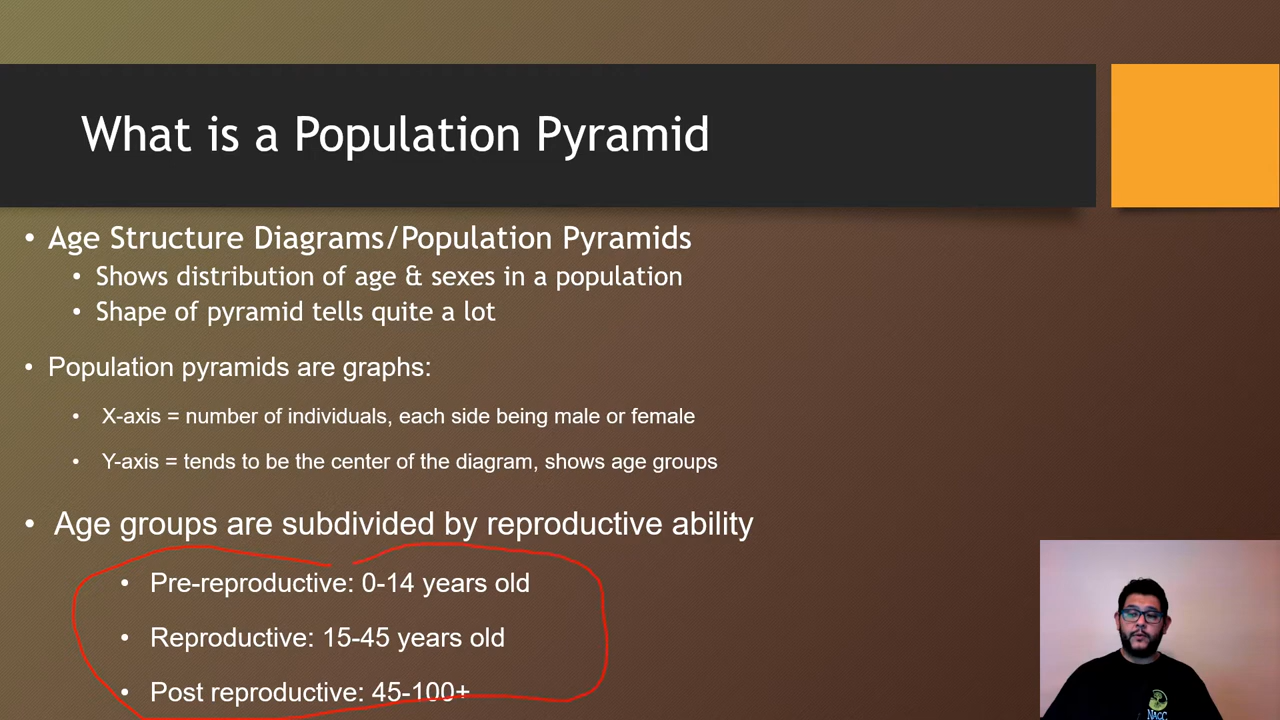 What is a Population Pyramid
• Age Structure Diagrams/Population Pyramids
• Shows distribution of age & sexes in a population
• Shape of pyramid tells quite a lot
• Population pyramids are graphs:
• X-axis = number of individuals, each side being male or female
• Y-axis = tends to be the center of the diagram, shows age groups
• Age groups are subdivided by reproductive ability
• Pre-reproductive: 0-14 years old
• Reproductive: 15-45 years old
• Post reproductive: 45-100+
NACC